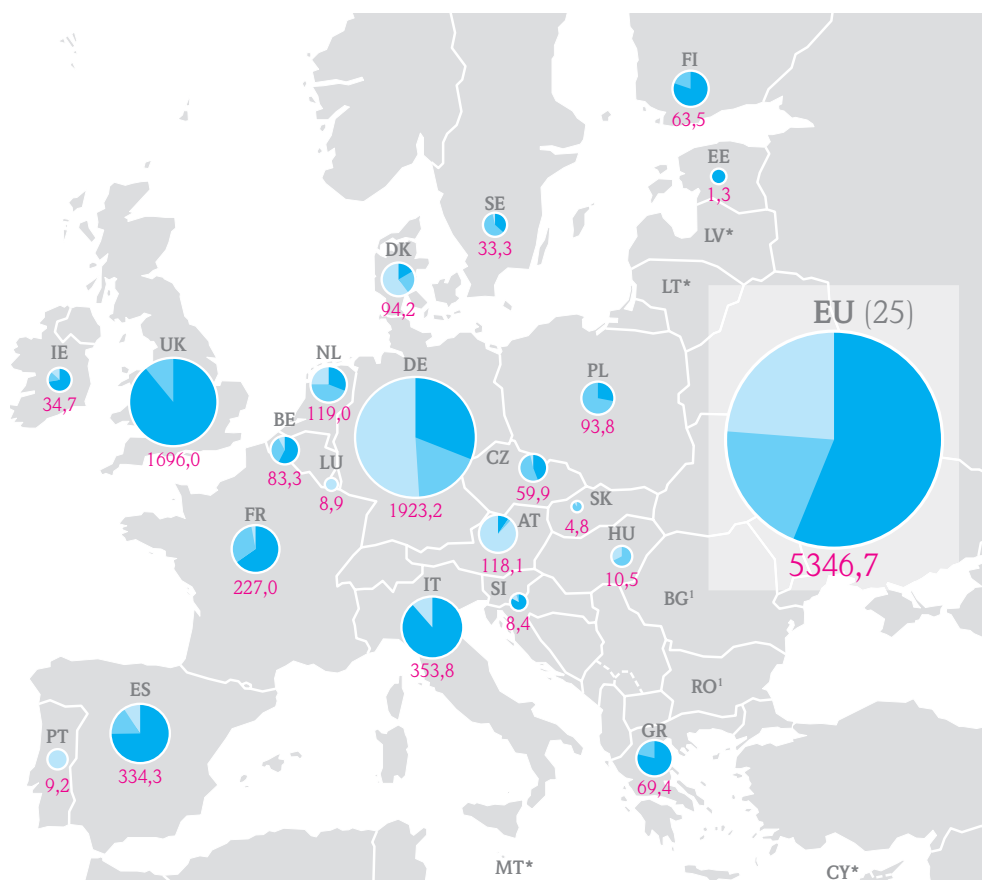 FI
63,5
EE
1,3
SE
33,3
LV*
DK
94,2
LT*
EU (25)
5346,7
IE
34,7
UK
1696,0
NL
119,0
DE
1923,2
PL
93,8
BE
83,3
LU
8,9
CZ
59,9
SK
4,8
FR
227,0
AT
118,1
HU
10,5
SI
8,4
BG¹
IT
353,8
RO¹
ES
334,3
PT
9,2
GR
69,4
MT*
CY*